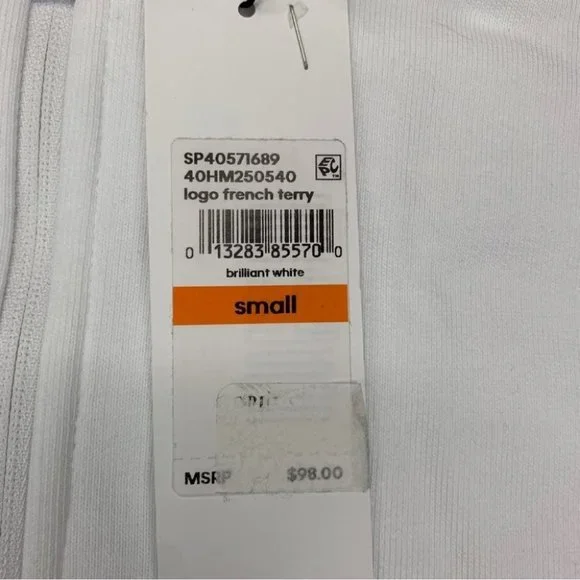 SP40571689
40HM250540
logo french terry
0 13283 85570 0
brilliant white
small
MSRP $98.00